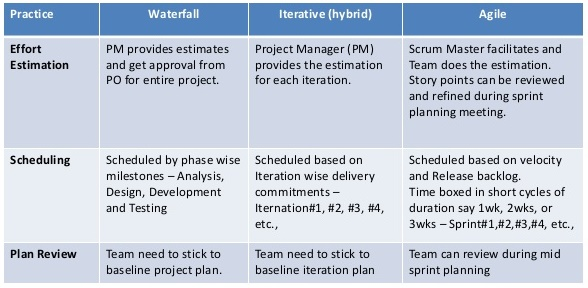 Practice
Waterfall
Iterative (hybrid)
Agile
Effort
Estimation
PM provides estimates
and get approval from
PO for entire project.
Project Manager (PM)
provides the estimation
for each iteration.
Scrum Master facilitates and
Team does the estimation.
Story points can be reviewed
and refined during sprint
planning meeting.
Scheduling
Scheduled by phase wise
milestones – Analysis,
Design, Development
and Testing
Scheduled based on
Iteration wise delivery
commitments –
Iternation#1, #2, #3, #4,
etc.,
Scheduled based on velocity
and Release backlog.
Time boxed in short cycles of
duration say 1wk, 2wks, or
3wks – Sprint#1,#2,#3,#4, etc.,
Plan Review
Team need to stick to
baseline project plan.
Team need to stick to
baseline iteration plan
Team can review during mid
sprint planning